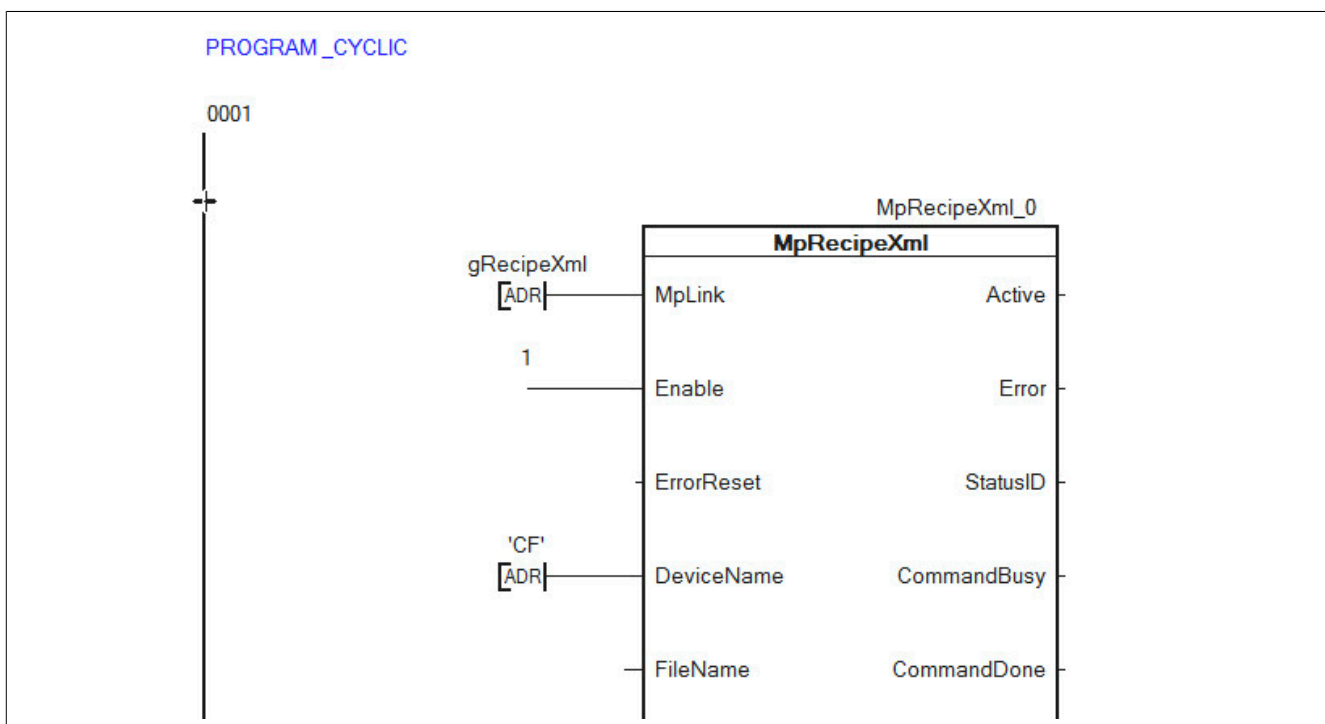 PROGRAM _CYCLIC
0001
MpRecipeXml_0
MpRecipeXml
gRecipeXml
ADR MpLink Active
1
Enable Error
ErrorReset StatusID
'CF'
ADR DeviceName CommandBusy
FileName CommandDone